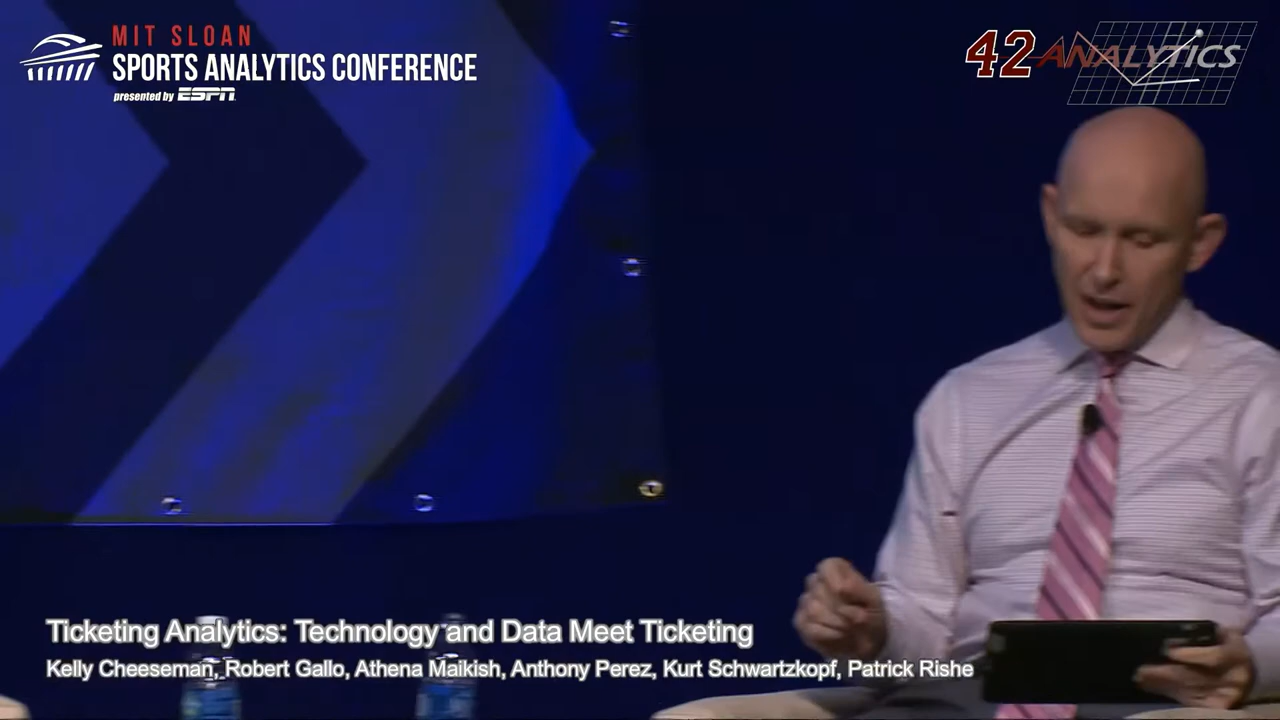 MIT SLOAN
SPORTS ANALYTICS CONFERENCE
presented by ESPN
42 ANALYTICS
Ticketing Analytics: Technology and Data Meet Ticketing
Kelly Cheeseman, Robert Gallo, Athena Maikish, Anthony Perez, Kurt Schwartzkopf, Patrick Rishe